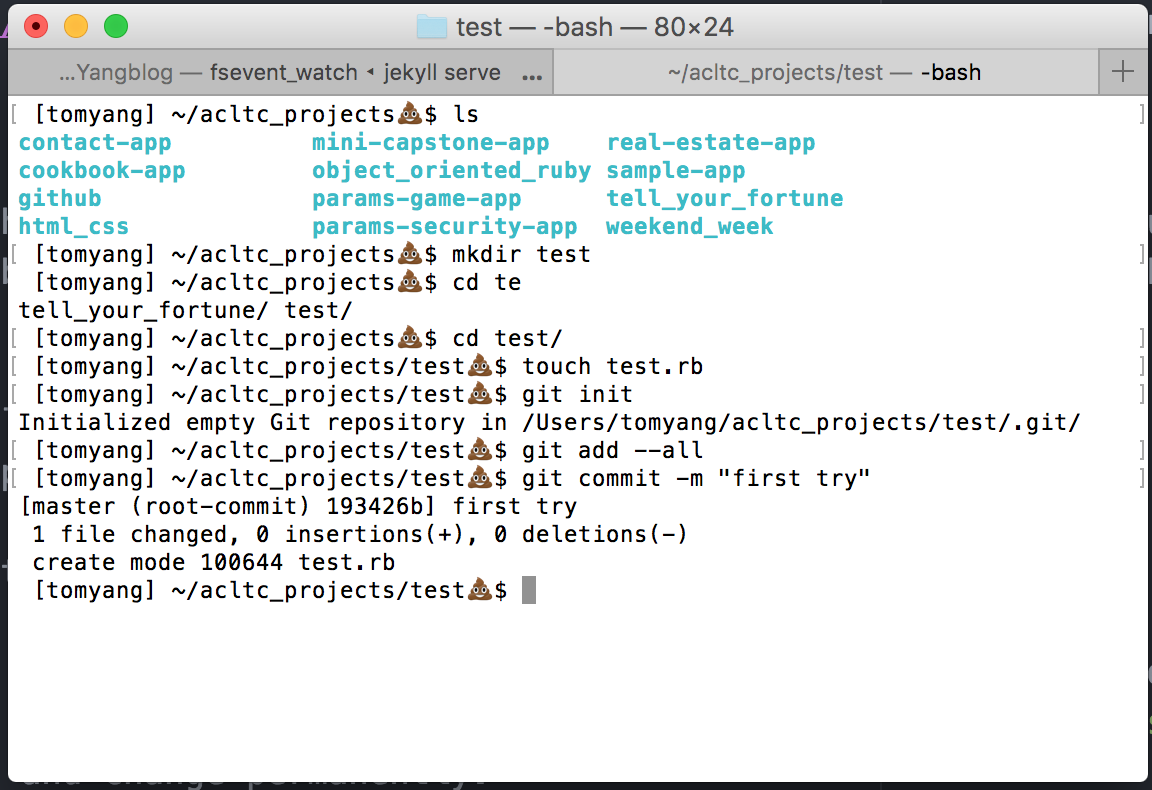 test — -bash — 80×24
...Yangblog — fsevent_watch ◂ jekyll serve ...
~/acltc_projects/test — -bash
[tomyang] ~/acltc_projects💩$ ls
contact-app mini-capstone-app real-estate-app
cookbook-app object_oriented_ruby sample-app
github params-game-app tell_your_fortune
html_css params-security-app weekend_week
[tomyang] ~/acltc_projects💩$ mkdir test
[tomyang] ~/acltc_projects💩$ cd te
tell_your_fortune/ test/
[tomyang] ~/acltc_projects💩$ cd test/
[tomyang] ~/acltc_projects/test💩$ touch test.rb
[tomyang] ~/acltc_projects/test💩$ git init
Initialized empty Git repository in /Users/tomyang/acltc_projects/test/.git/
[tomyang] ~/acltc_projects/test💩$ git add --all
[tomyang] ~/acltc_projects/test💩$ git commit -m "first try"
[master (root-commit) 193426b] first try
1 file changed, 0 insertions(+), 0 deletions(-)
create mode 100644 test.rb
[tomyang] ~/acltc_projects/test💩$